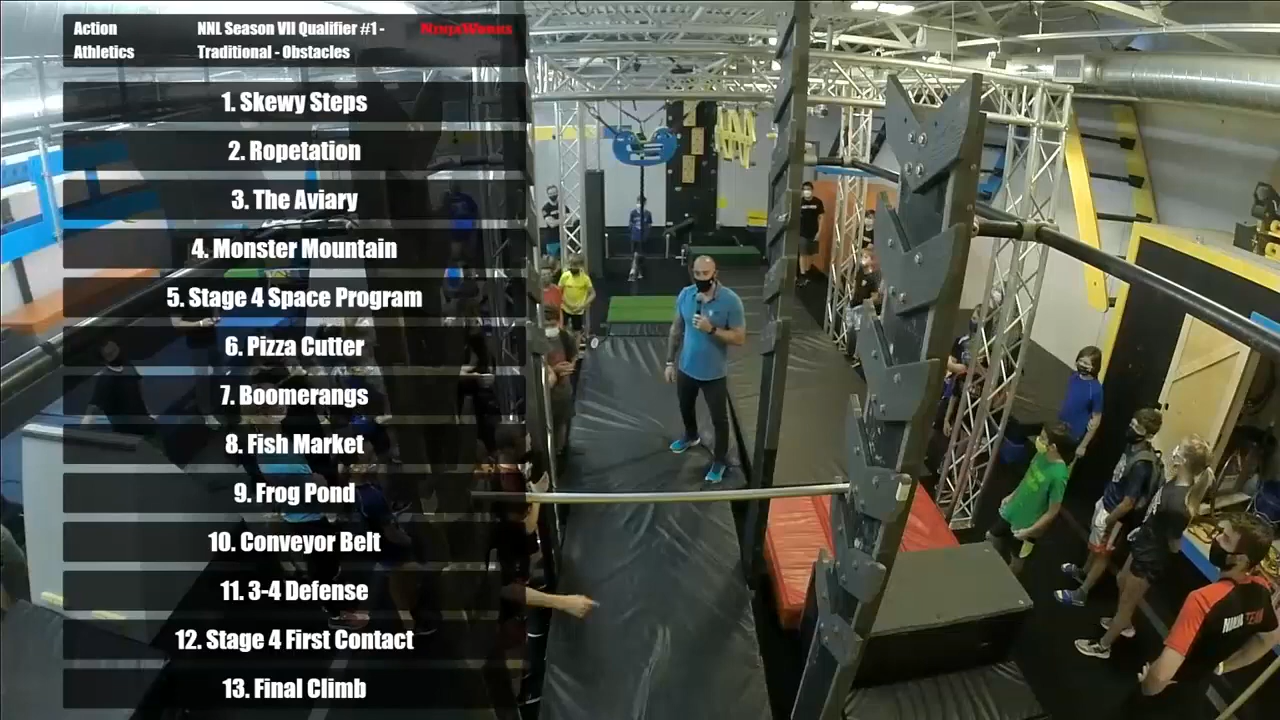 Action
Athletics
NNL Season VII Qualifier #1 -
Traditional - Obstacles
NinjaWorks
1. Skewy Steps
2. Ropetation
3. The Aviary
4. Monster Mountain
5. Stage 4 Space Program
6. Pizza Cutter
7. Boomerangs
8. Fish Market
9. Frog Pond
10. Conveyor Belt
11. 3-4 Defense
12. Stage 4 First Contact
13. Final Climb